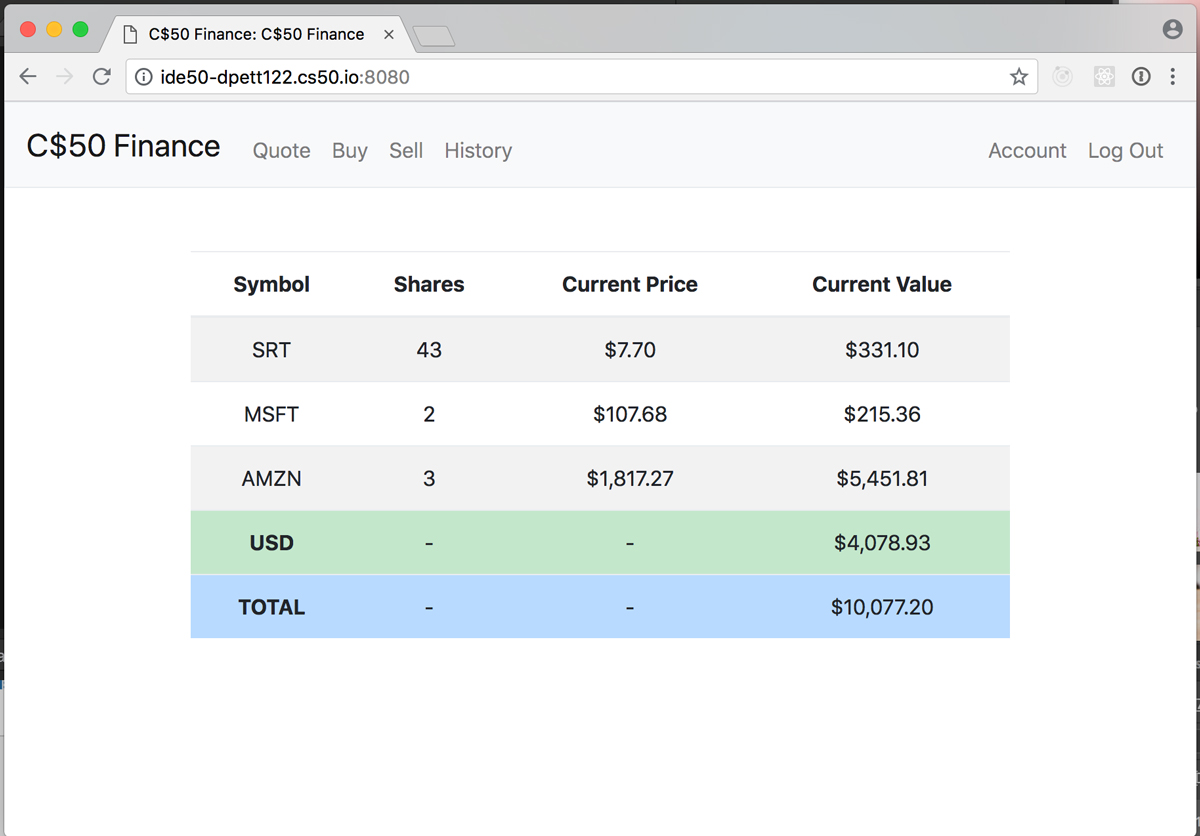 C$50 Finance: C$50 Finance
ide50-dpett122.cs50.io:8080
C$50 Finance Quote Buy Sell History Account Log Out
Symbol Shares Current Price Current Value
SRT 43 $7.70 $331.10
MSFT 2 $107.68 $215.36
AMZN 3 $1,817.27 $5,451.81
USD - - $4,078.93
TOTAL - - $10,077.20